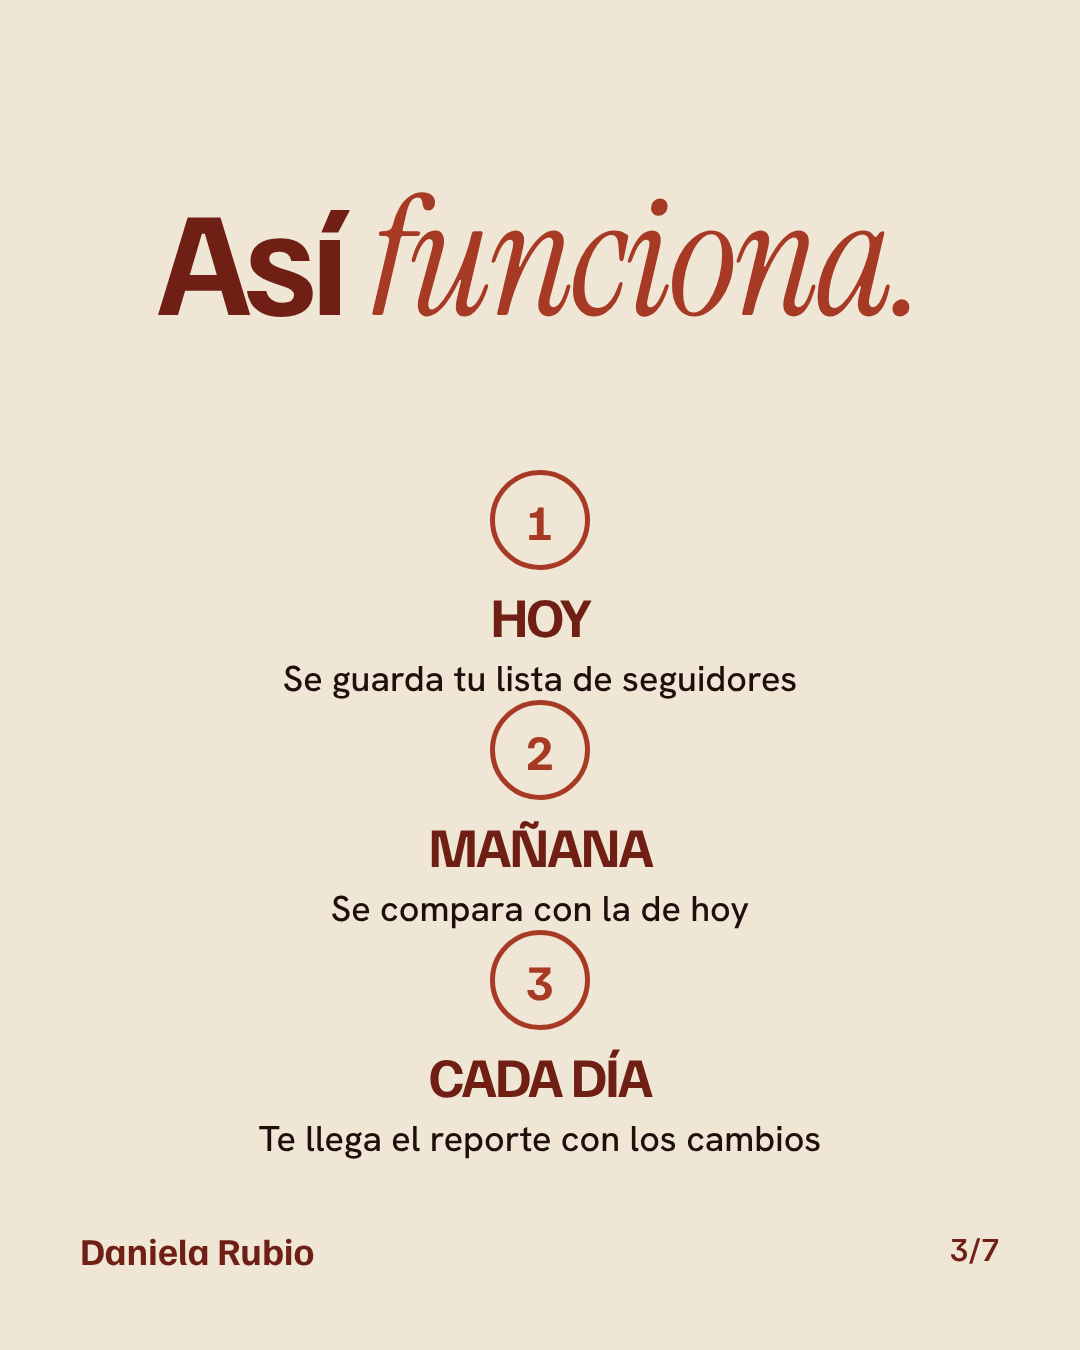 Así funciona.
1
HOY
Se guarda tu lista de seguidores
2
MAÑANA
Se compara con la de hoy
3
CADA DÍA
Te llega el reporte con los cambios
Daniela Rubio
3/7